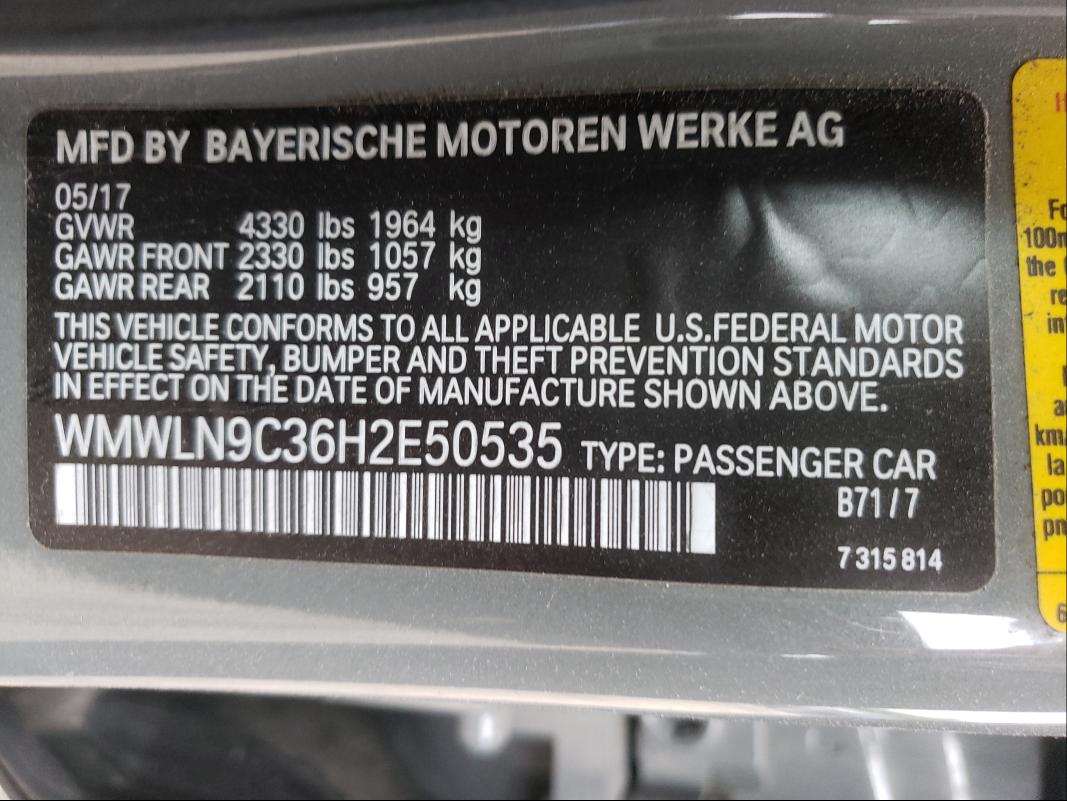 MFD BY BAYERISCHE MOTOREN WERKE AG
05/17
GVWR 4330 lbs 1964 kg
GAWR FRONT 2330 lbs 1057 kg
GAWR REAR 2110 lbs 957 kg
THIS VEHICLE CONFORMS TO ALL APPLICABLE U.S.FEDERAL MOTOR
VEHICLE SAFETY, BUMPER AND THEFT PREVENTION STANDARDS
IN EFFECT ON THE DATE OF MANUFACTURE SHOWN ABOVE.
WMWLN9C36H2E50535 TYPE: PASSENGER CAR
B71/7
7 315 814
the